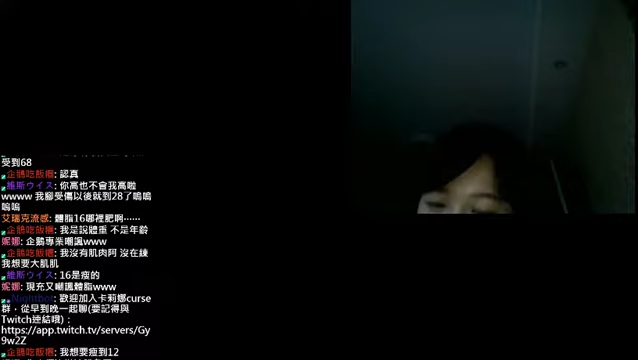 受到68
企鵝吃飯糰: 認真
維斯ウイス: 你高也不會我高啦
wwww 我腳受傷以後就到28了嗚嗚
嗚嗚
艾瑞克流感: 體脂16哪裡肥啊⋯⋯
企鵝吃飯糰: 我是說體重 不是年齡
妮娜: 企鵝專業嘲諷www
企鵝吃飯糰: 我沒有肌肉阿 沒在練
我想要大肌肌
維斯ウイス: 16是瘦的
妮娜: 現充又嘲諷體脂www
Nightbot: 歡迎加入卡莉娜curse
群，從早到晚一起聊(要記得與
Twitch連結哦)：
https://app.twitch.tv/servers/Gy
9w2Z
企鵝吃飯糰: 我想要瘦到12